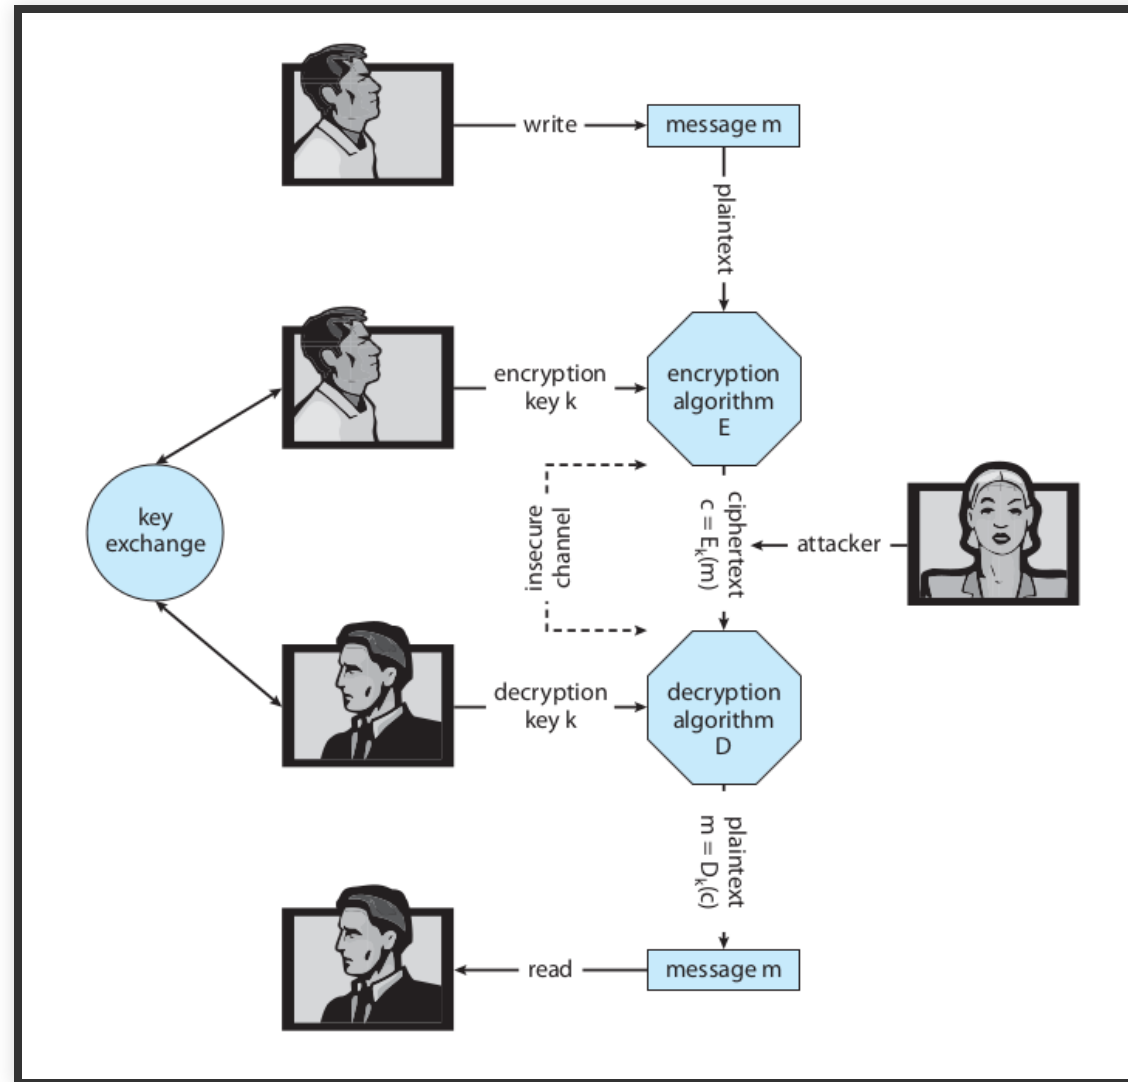 write
message m
plaintext
encryption
key k
encryption
algorithm
E
key
exchange
insecure
channel
ciphertext
c = Eₖ(m)
attacker
decryption
key k
decryption
algorithm
D
plaintext
m = Dₖ(c)
read
message m